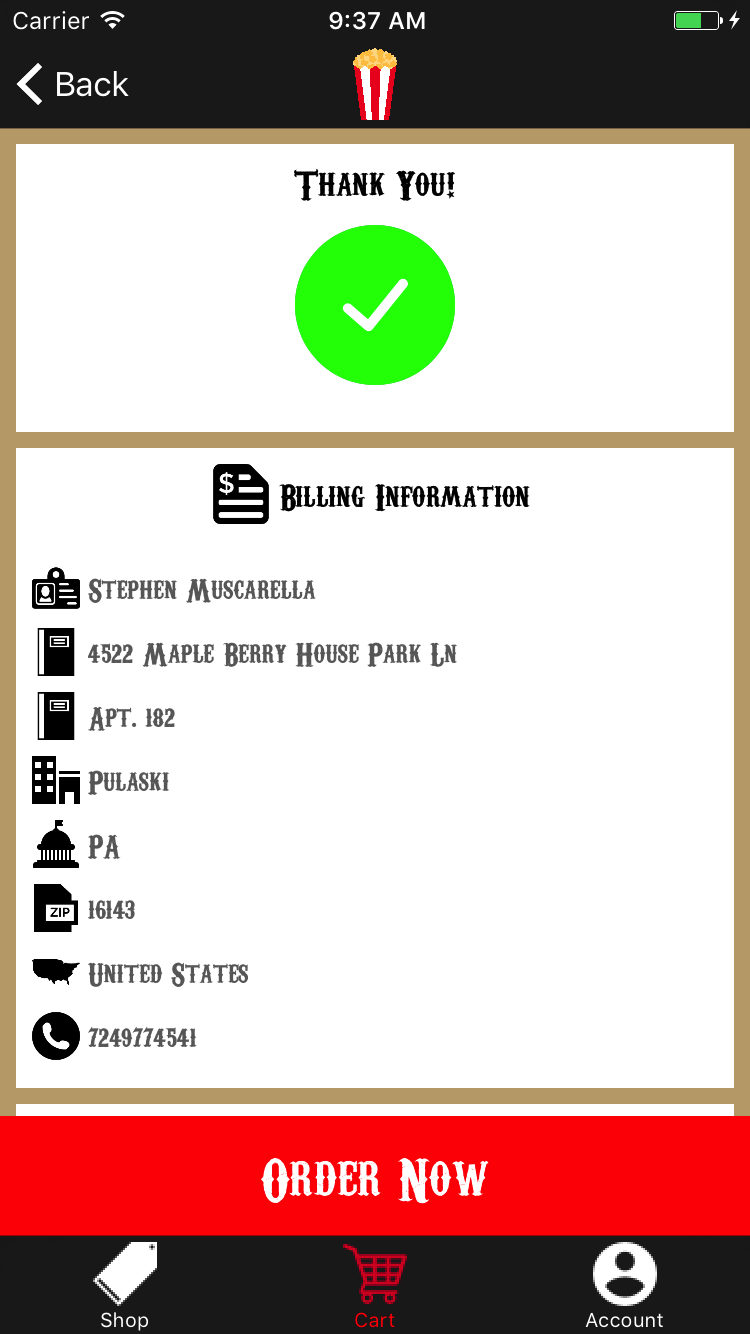 Carrier 9:37 AM
Back
Thank You!
$ Billing Information
Stephen Muscarella
4522 Maple Berry House Park Ln
Apt. 182
Pulaski
PA
ZIP 16143
United States
7249774541
Order Now
Shop Cart Account